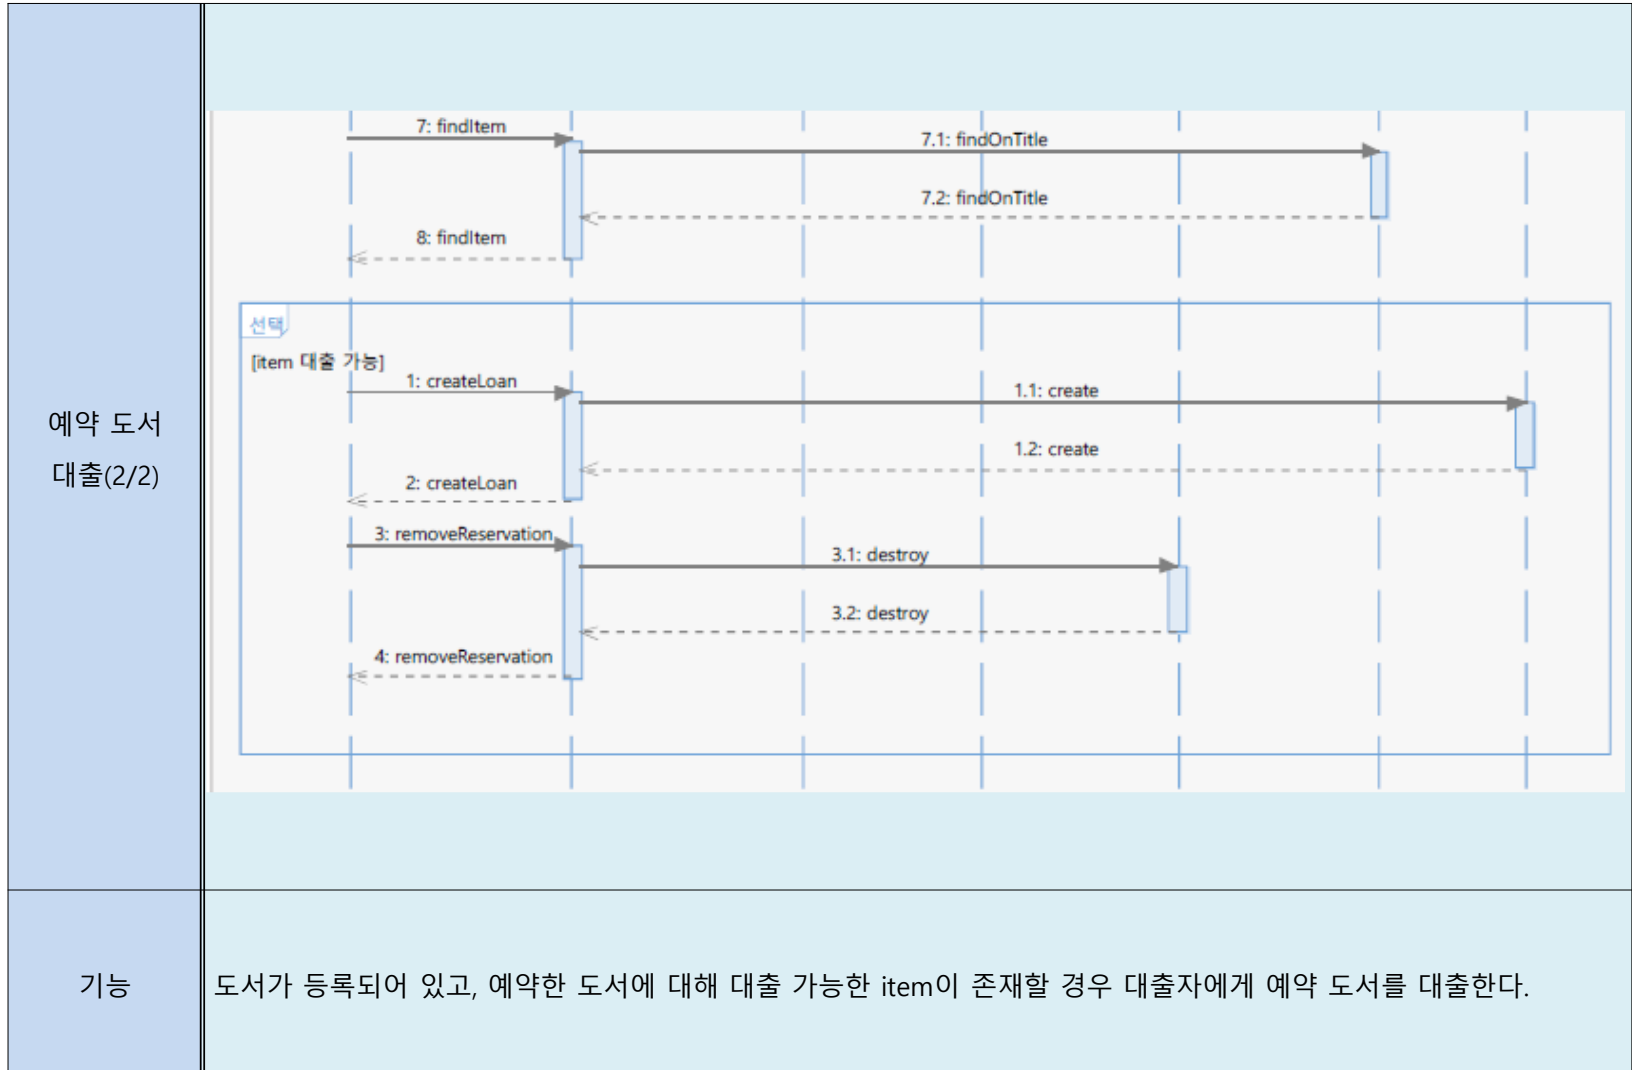 예약 도서
대출(2/2)
7: findItem
7.1: findOnTitle
7.2: findOnTitle
8: findItem
선택
[item 대출 가능]
1: createLoan
1.1: create
1.2: create
2: createLoan
3: removeReservation
3.1: destroy
3.2: destroy
4: removeReservation
기능
도서가 등록되어 있고, 예약한 도서에 대해 대출 가능한 item이 존재할 경우 대출자에게 예약 도서를 대출한다.